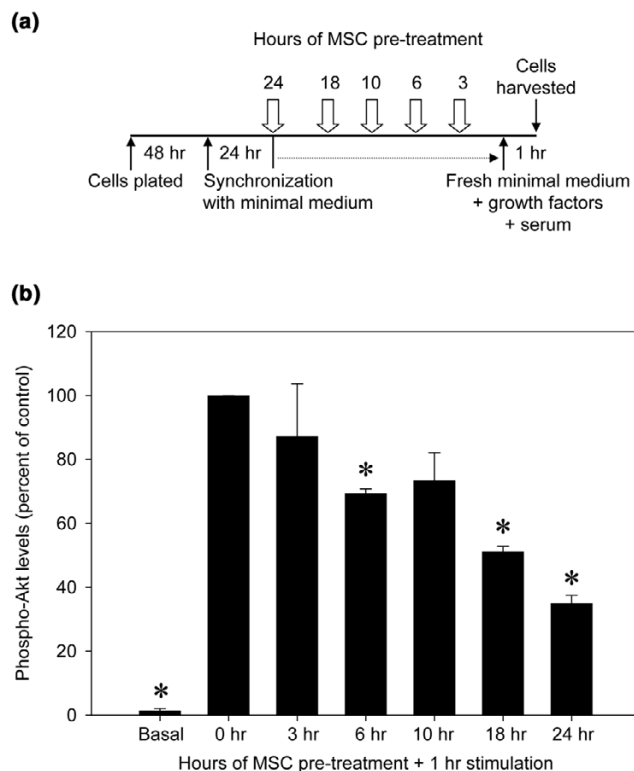 (a)
Hours of MSC pre-treatment
24 18 10 6 3
Cells
harvested
48 hr 24 hr 1 hr
Cells plated
Synchronization
with minimal medium
Fresh minimal medium
+ growth factors
+ serum
(b)
Phospho-Akt levels (percent of control)
120
100
80
60
40
20
0
* * * *
Basal 0 hr 3 hr 6 hr 10 hr 18 hr 24 hr
Hours of MSC pre-treatment + 1 hr stimulation